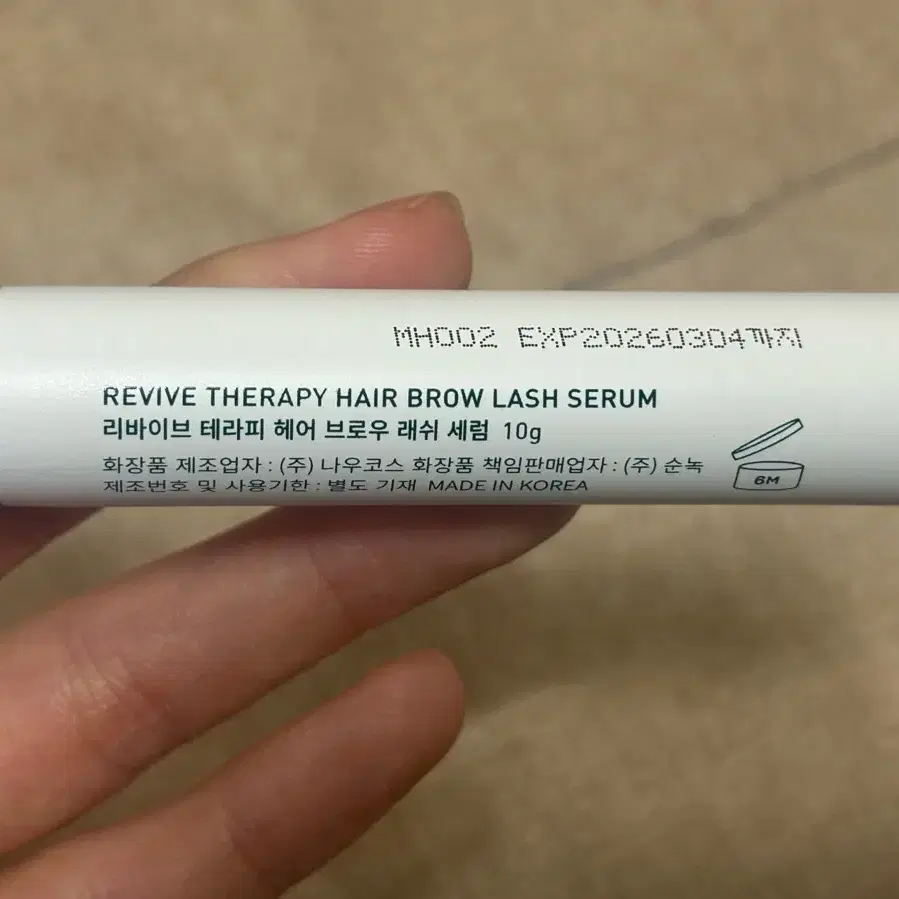 MH002 EXP20260304까지
REVIVE THERAPY HAIR BROW LASH SERUM
리바이브 테라피 헤어 브로우 래쉬 세럼 10g
화장품 제조업자 : (주) 나우코스 화장품 책임판매업자 : (주) 순녹
제조번호 및 사용기한 : 별도 기재 MADE IN KOREA
6M